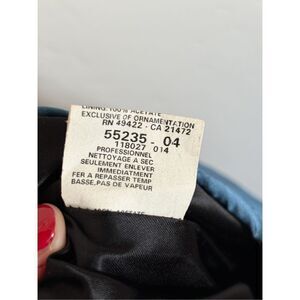 LINING: 100% ACETATE
EXCLUSIVE OF ORNAMENTATION
RN 49422 - CA 21472
55235 - 04
118027 014
PROFESSIONNEL
NETTOYAGE A SEC
SEULEMENT ENLEVER
IMMEDIATMENT
FER A REPASSER TEMP
BASSE, PAS DE VAPEUR